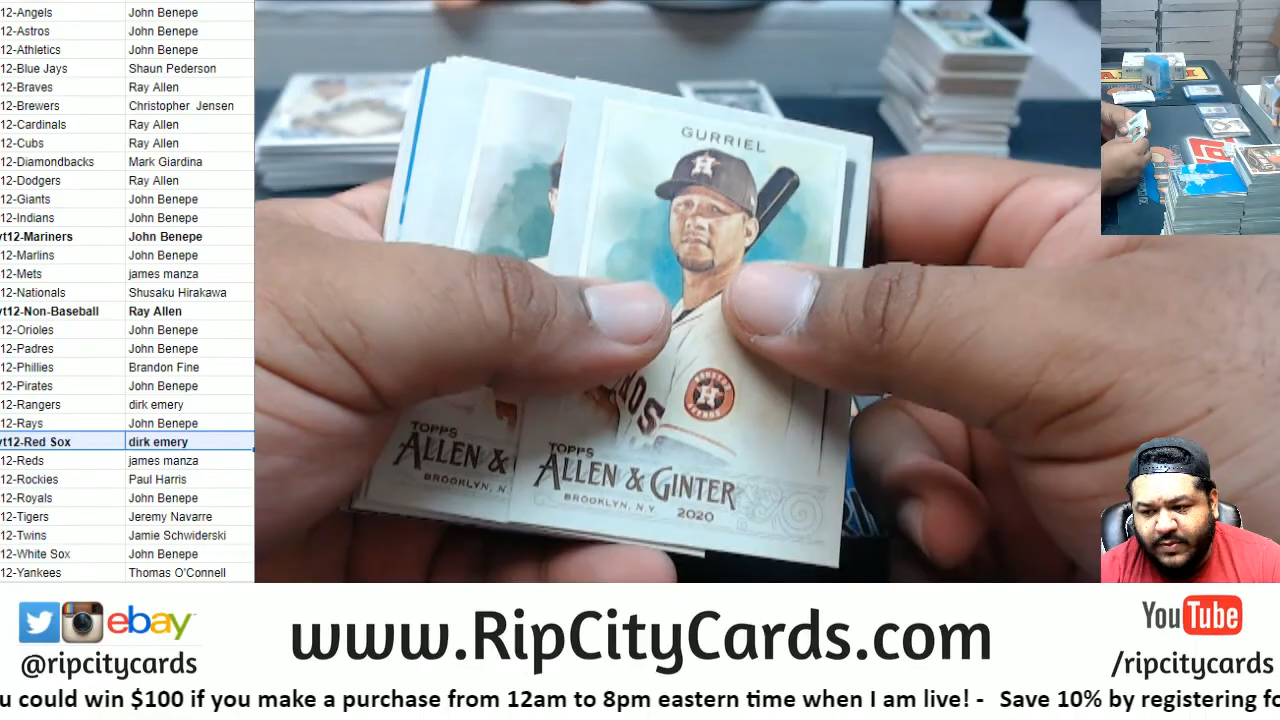 12-Angels John Benepe
12-Astros John Benepe
12-Athletics John Benepe
12-Blue Jays Shaun Pederson
12-Braves Ray Allen
12-Brewers Christopher Jensen
12-Cardinals Ray Allen
12-Cubs Ray Allen
12-Diamondbacks Mark Giardina
12-Dodgers Ray Allen
12-Giants John Benepe
12-Indians John Benepe
t12-Mariners John Benepe
12-Marlins John Benepe
12-Mets james manza
12-Nationals Shusaku Hirakawa
t12-Non-Baseball Ray Allen
12-Orioles John Benepe
12-Padres John Benepe
12-Phillies Brandon Fine
12-Pirates John Benepe
12-Rangers dirk emery
12-Rays John Benepe
t12-Red Sox dirk emery
12-Reds james manza
12-Rockies Paul Harris
12-Royals John Benepe
12-Tigers Jeremy Navarre
12-Twins Jamie Schwiderski
12-White Sox John Benepe
12-Yankees Thomas O'Connell
GURRIEL
TOPPS
ALLEN &
BROOKLYN, N
TOPPS
ALLEN & GINTER
BROOKLYN, N.Y.
2020
ebay
@ripcitycards
www.RipCityCards.com
YouTube
/ripcitycards
u could win $100 if you make a purchase from 12am to 8pm eastern time when I am live! - Save 10% by registering fo